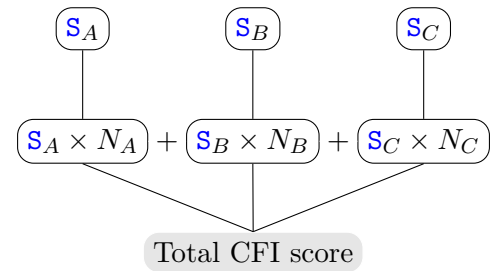 S_A S_B S_C
S_A × N_A + S_B × N_B + S_C × N_C
Total CFI score